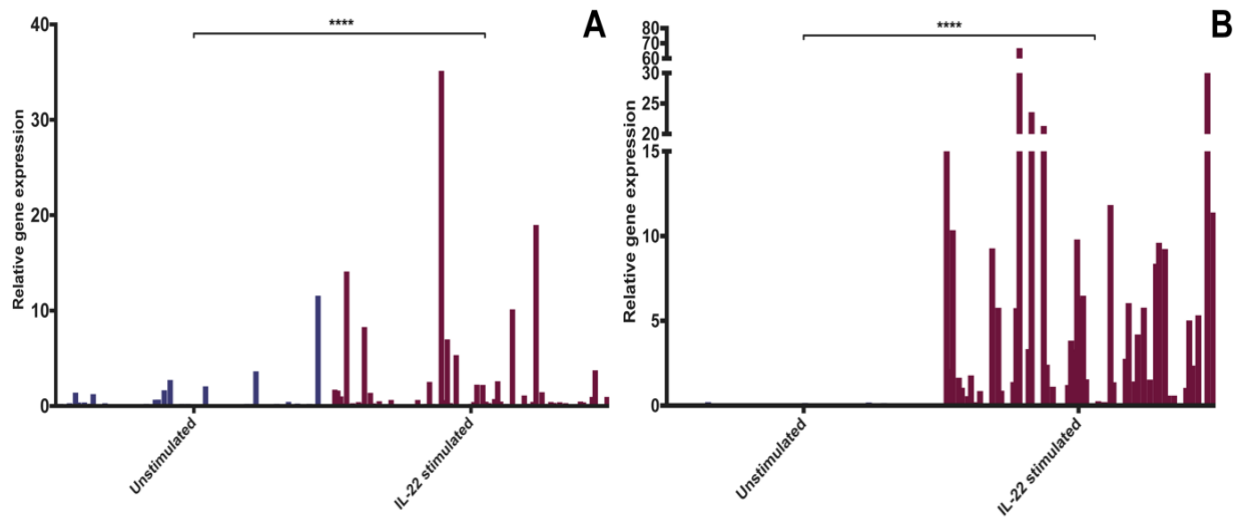 A
****
40
30
20
10
0
Relative gene expression
Unstimulated
IL-22 stimulated
B
****
80
70
60
30
25
20
15
10
5
0
Relative gene expression
Unstimulated
IL-22 stimulated